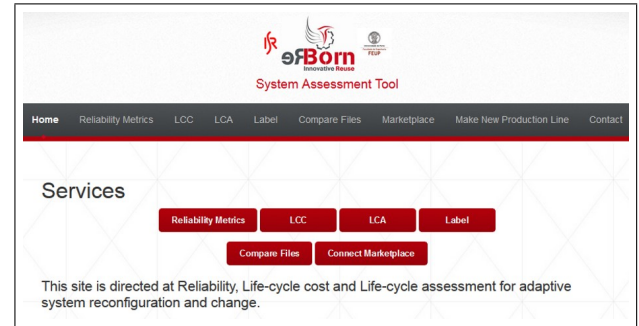 ReBorn
Innovative Reuse
FEUP
System Assessment Tool
Home Reliability Metrics LCC LCA Label Compare Files Marketplace Make New Production Line Contact
Services
Reliability Metrics LCC LCA Label
Compare Files Connect Marketplace
This site is directed at Reliability, Life-cycle cost and Life-cycle assessment for adaptive
system reconfiguration and change.